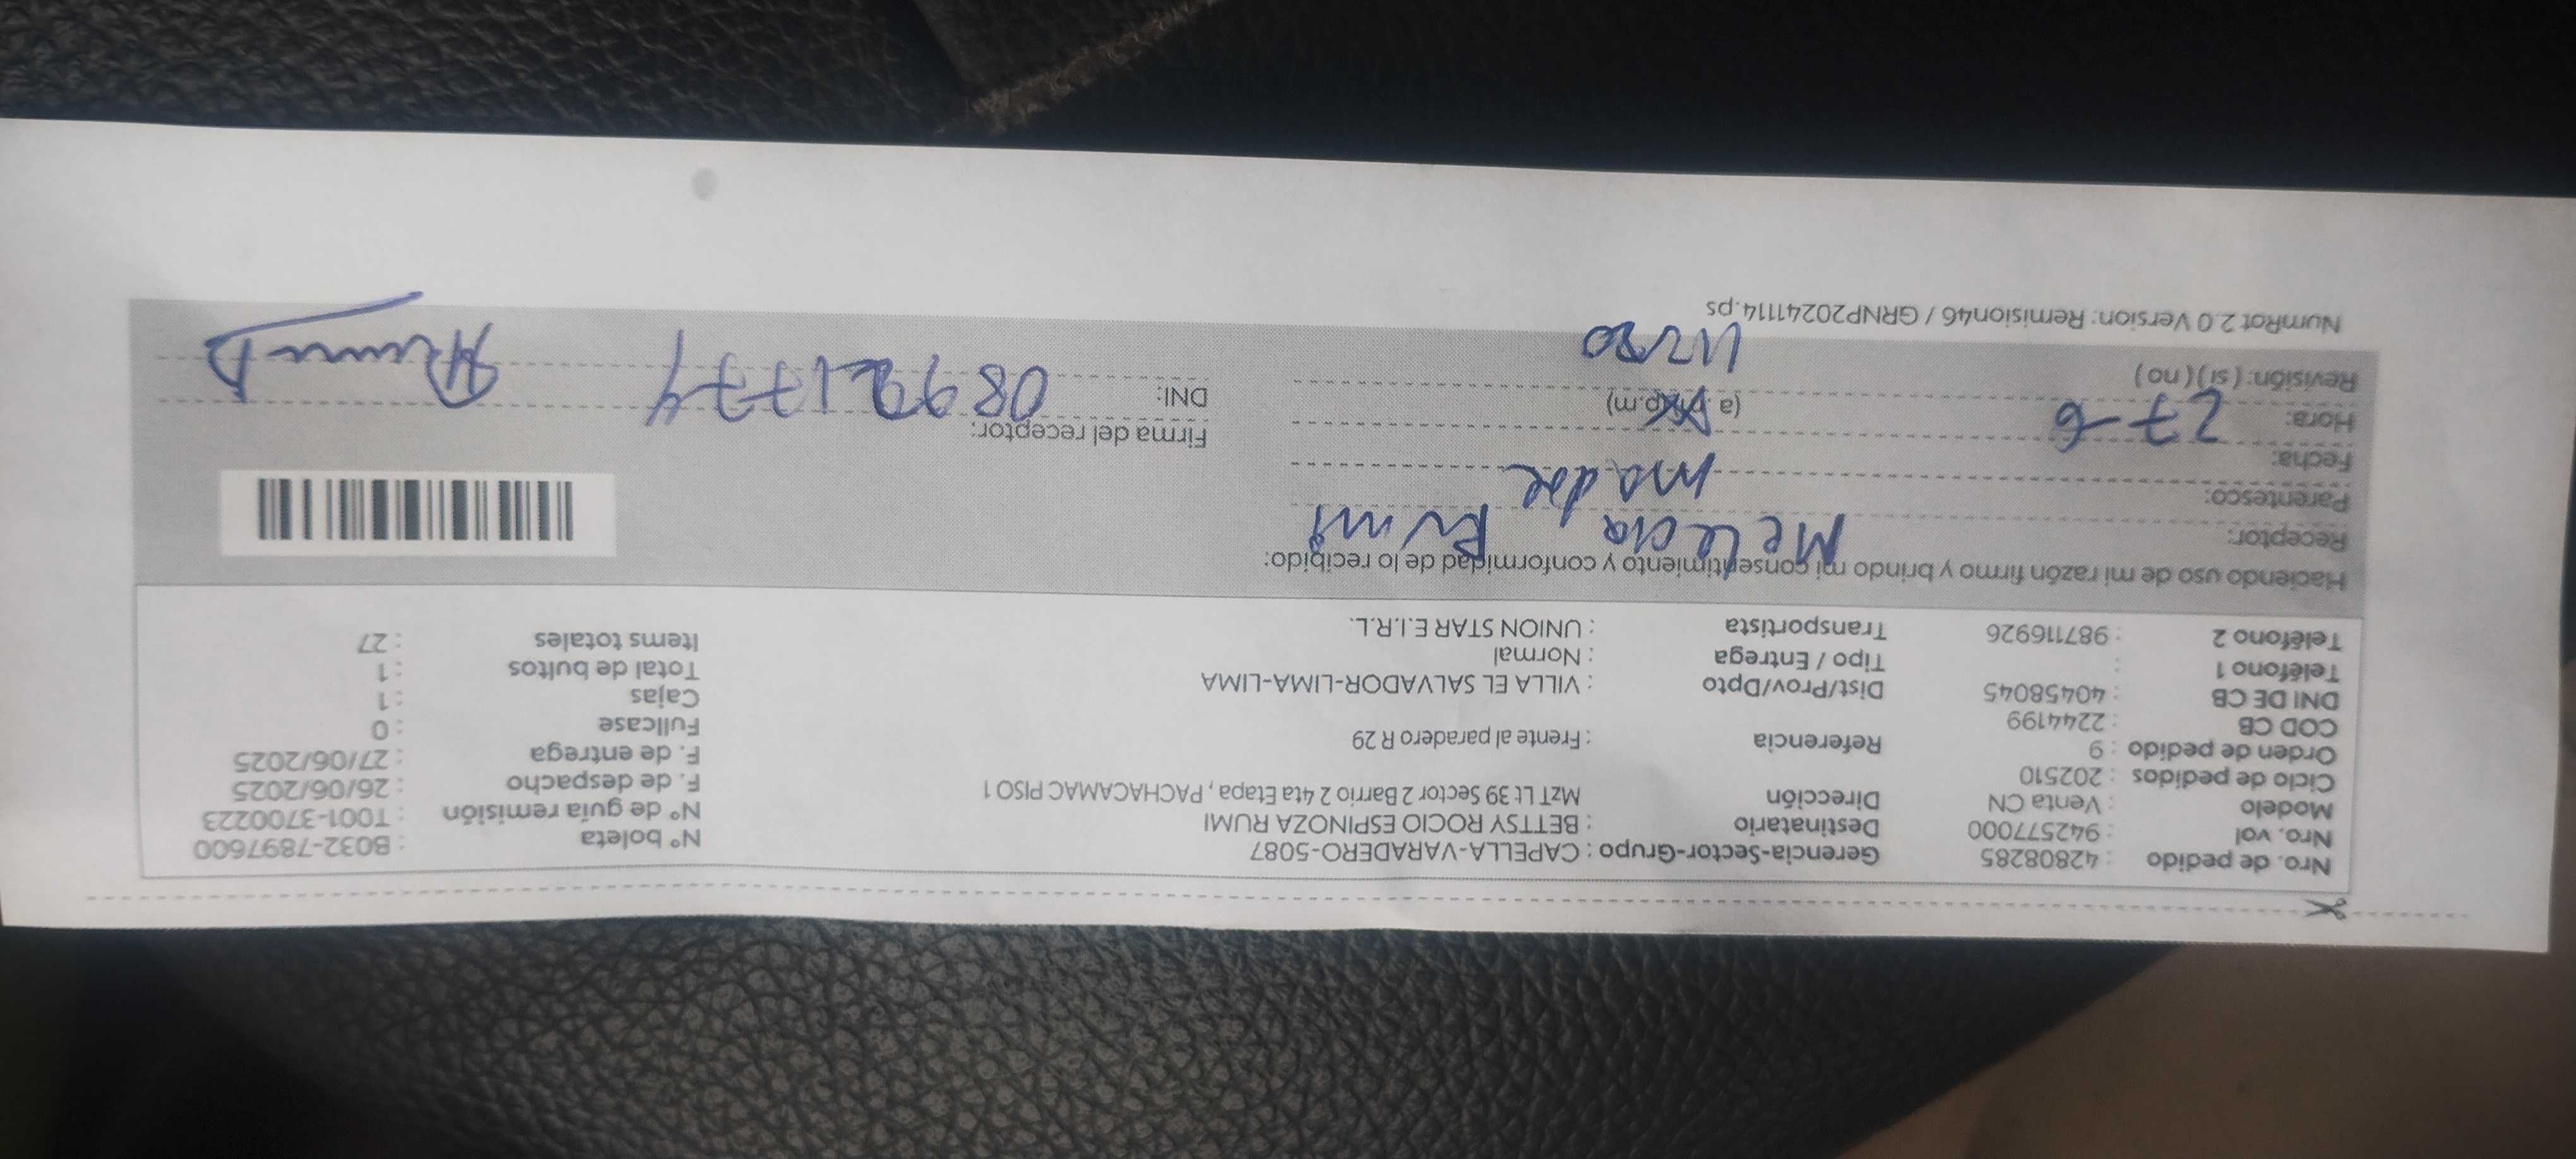 Nro. de pedido : 42808285 Gerencia-Sector-Grupo : CAPELLA-VARADERO-5087 N° boleta : B032-7897600
Nro. vol : 942577000 Destinatario : BETTSY ROCIO ESPINOZA RUMI N° de guía remisión : T001-3700223
Modelo : Venta CN Dirección MzT Lt 39 Sector 2 Barrio 2 4ta Etapa , PACHACAMAC PISO 1 F. de despacho : 26/06/2025
Ciclo de pedidos : 202510 F. de entrega : 27/06/2025
Orden de pedido : 9 Referencia : Frente al paradero R 29 Fullcase : 0
COD CB : 2244199 Cajas : 1
DNI DE CB : 40458045 Dist/Prov/Dpto : VILLA EL SALVADOR-LIMA-LIMA Total de bultos : 1
Teléfono 1 : Tipo / Entrega : Normal Items totales : 27
Teléfono 2 : 987116926 Transportista : UNION STAR E.I.R.L.
Haciendo uso de mi razón firmo y brindo mi consentimiento y conformidad de lo recibido:
Receptor: Melecia Rumi
Parentesco: madre
Fecha: 27-6
Hora: (a.m/p.m) Firma del receptor:
Revisión: ( si ) ( no ) DNI:
NumRot 2.0 Version: Remision46 / GRNP20241114.ps